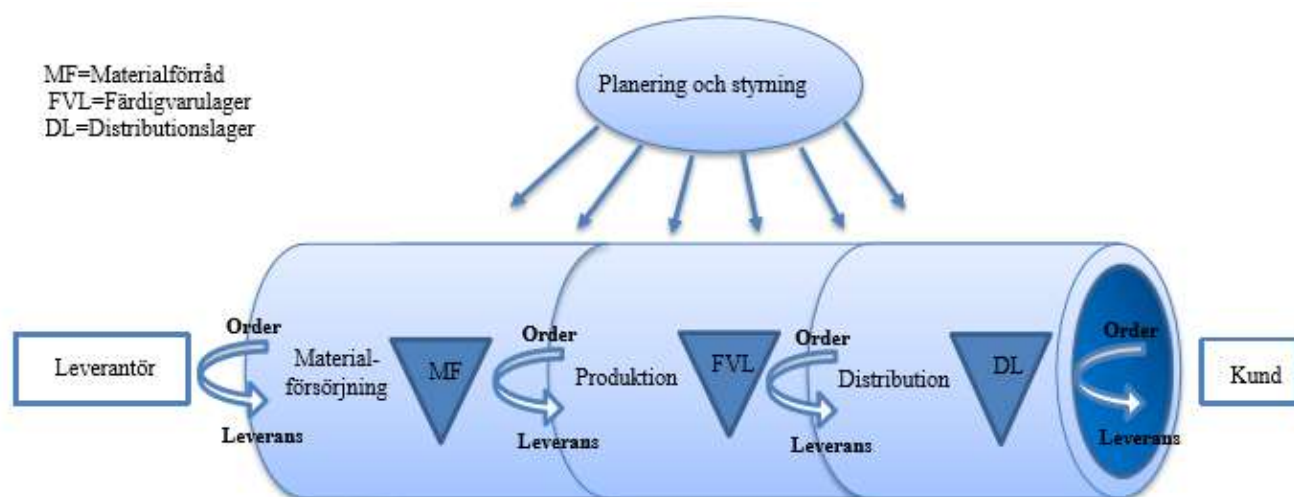 MF=Materialförråd
FVL=Färdigvarulager
DL=Distributionslager
Planering och styrning
Leverantör
Order
Material-
försörjning
Leverans
MF
Order
Produktion
Leverans
FVL
Order
Distribution
Leverans
DL
Order
Leverans
Kund